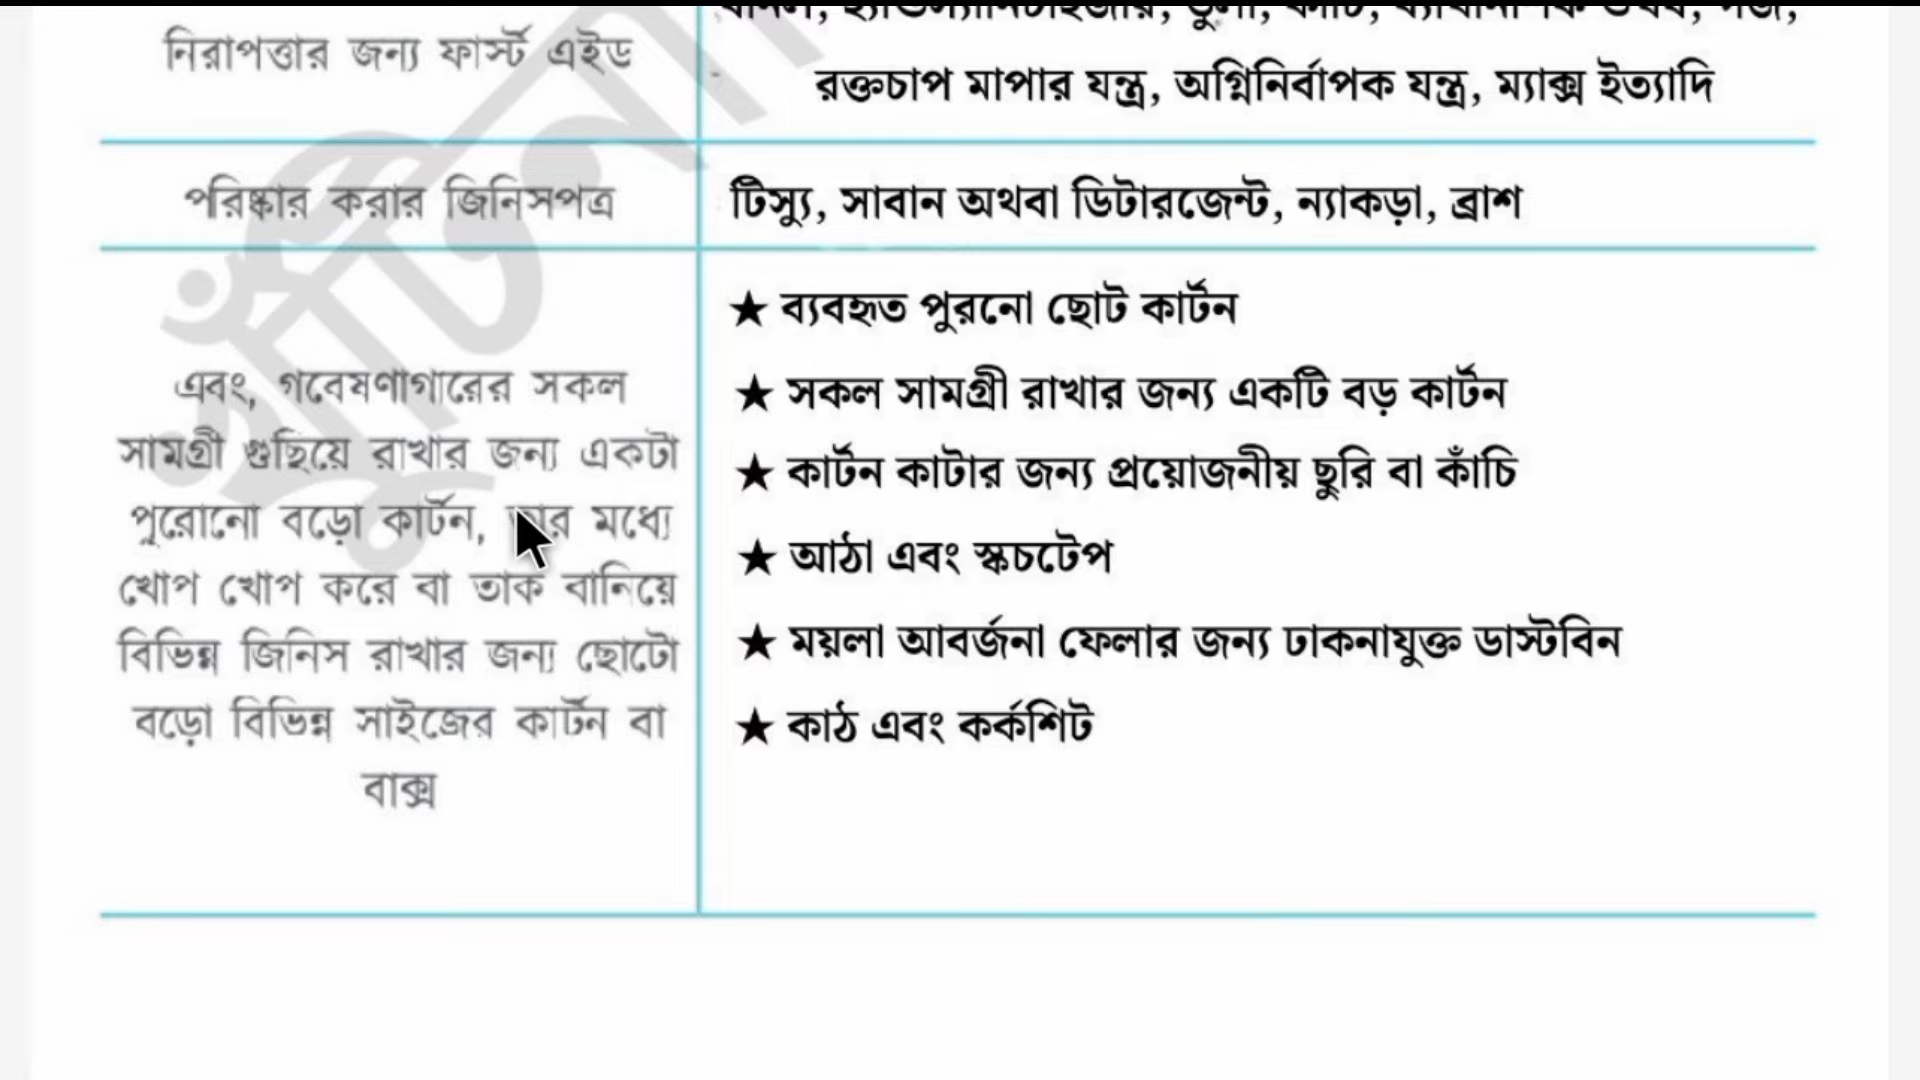 নিরাপত্তার জন্য ফার্স্ট এইড
রক্তচাপ মাপার যন্ত্র, অগ্নিনির্বাপক যন্ত্র, ম্যাক্স ইত্যাদি
পরিষ্কার করার জিনিসপত্র
টিস্যু, সাবান অথবা ডিটারজেন্ট, ন্যাকড়া, ব্রাশ
এবং, গবেষণাগারের সকল
সামগ্রী গুছিয়ে রাখার জন্য একটা
পুরোনো বড়ো কার্টন, মধ্যে
খোপ খোপ করে বা তাক বানিয়ে
বিভিন্ন জিনিস রাখার জন্য ছোটো
বড়ো বিভিন্ন সাইজের কার্টন বা
বাক্স
★ ব্যবহৃত পুরনো ছোট কার্টন
★ সকল সামগ্রী রাখার জন্য একটি বড় কার্টন
★ কার্টন কাটার জন্য প্রয়োজনীয় ছুরি বা কাঁচি
★ আঠা এবং স্কচটেপ
★ ময়লা আবর্জনা ফেলার জন্য ঢাকনাযুক্ত ডাস্টবিন
★ কাঠ এবং কর্কশিট